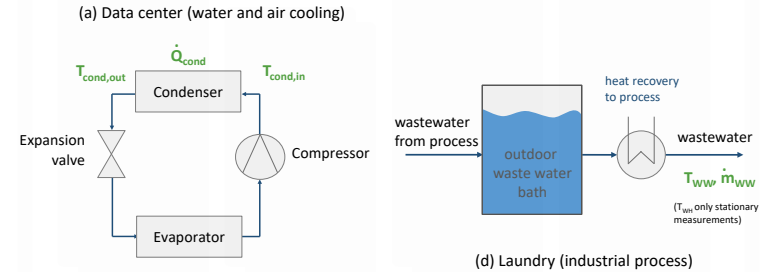 (a) Data center (water and air cooling)
Q̇cond
Tcond,out
Tcond,in
Condenser
Expansion
valve
Compressor
Evaporator
heat recovery
to process
wastewater
from process
outdoor
waste water
bath
wastewater
TWW, ṁWW
(TWH only stationary
measurements)
(d) Laundry (industrial process)